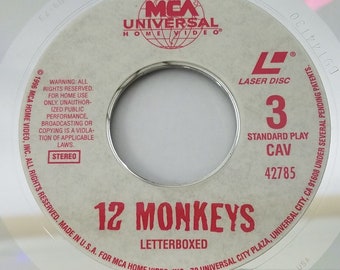 MCA
UNIVERSAL
HOME VIDEO
WARNING: ALL
RIGHTS RESERVED.
FOR HOME USE
ONLY. UNAUTHOR-
IZED PUBLIC
PERFORMANCE,
BROADCASTING OR
COPYING IS A VIOLA-
TION OF APPLICABLE
LAWS.
STEREO
LASER DISC
3
STANDARD PLAY
CAV
42785
12 MONKEYS
LETTERBOXED
© 1996 MCA HOME VIDEO, INC. ALL RIGHTS RESERVED.
MADE IN U.S.A. FOR MCA HOME VIDEO, INC., 70 UNIVERSAL CITY PLAZA, UNIVERSAL CITY, CA 91608 UNDER SEVERAL PENDING PATENTS.